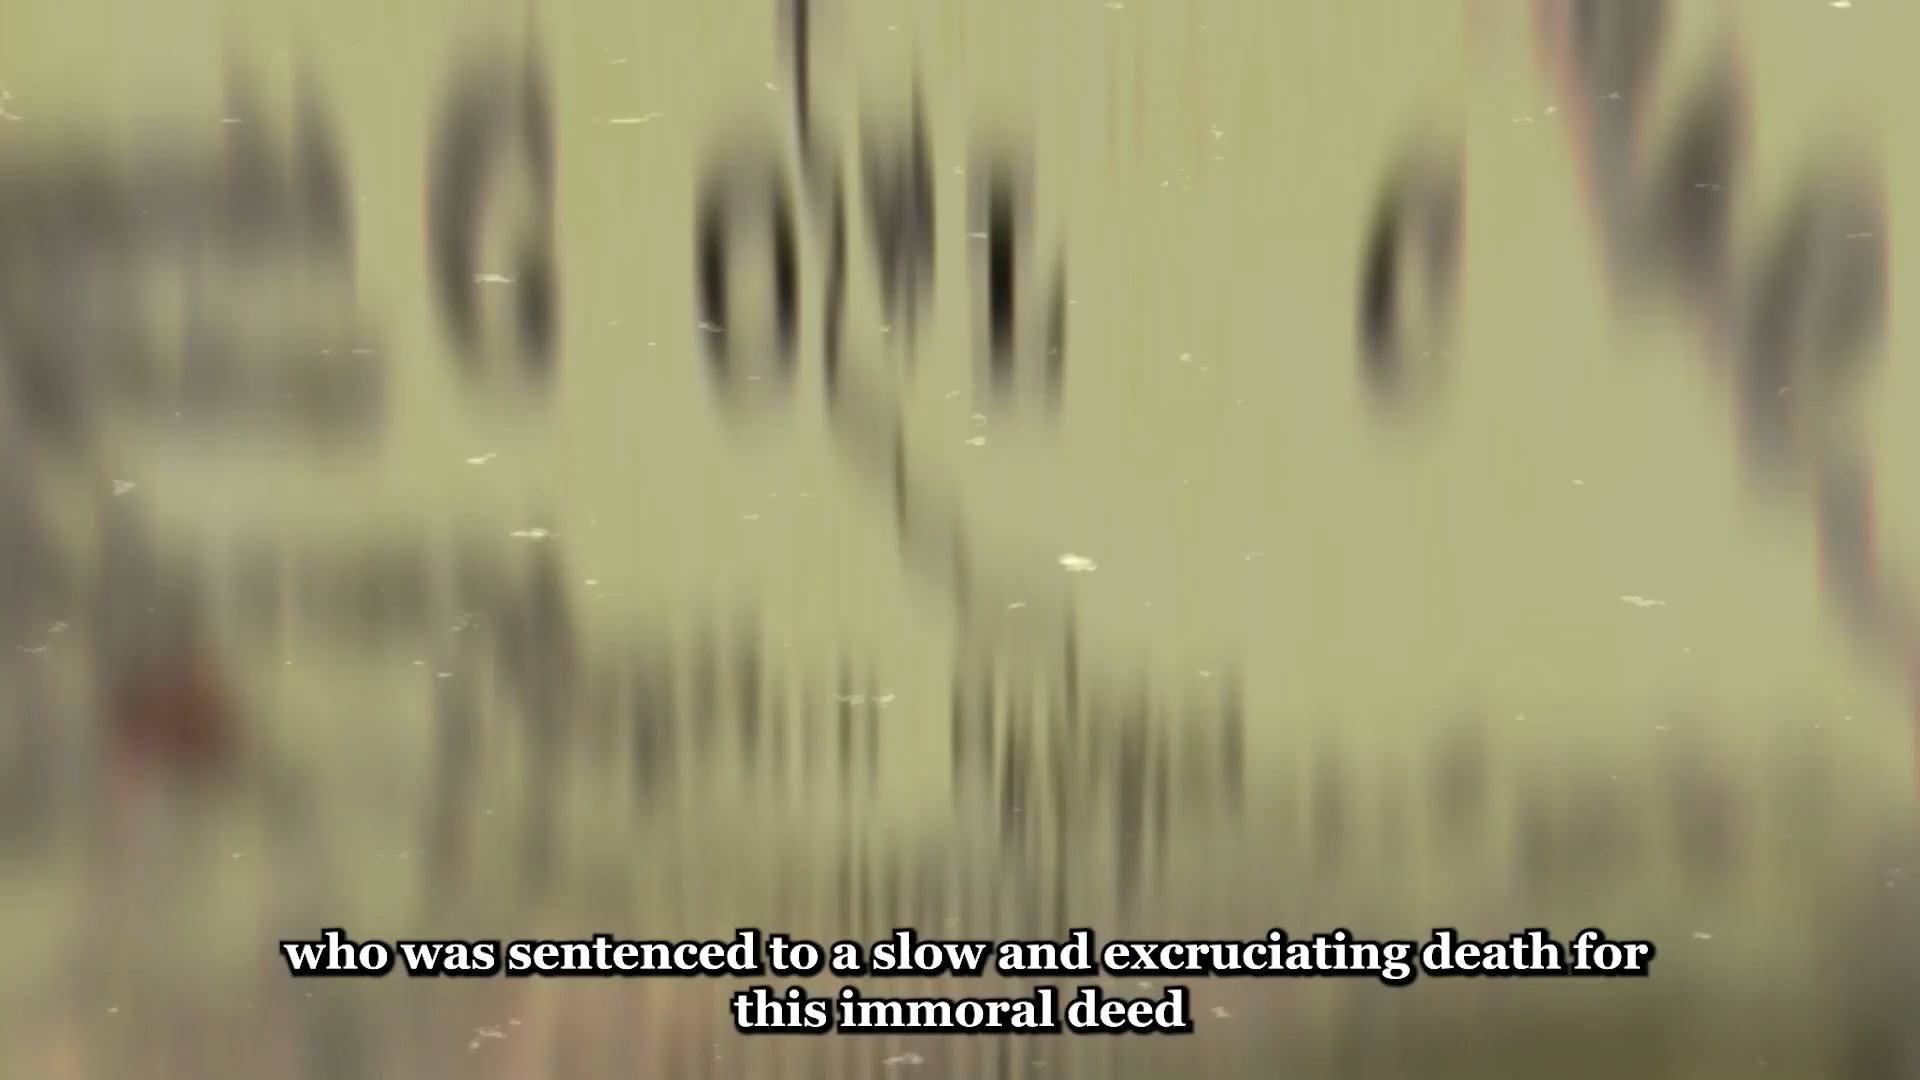 who was sentenced to a slow and excruciating death for
this immoral deed